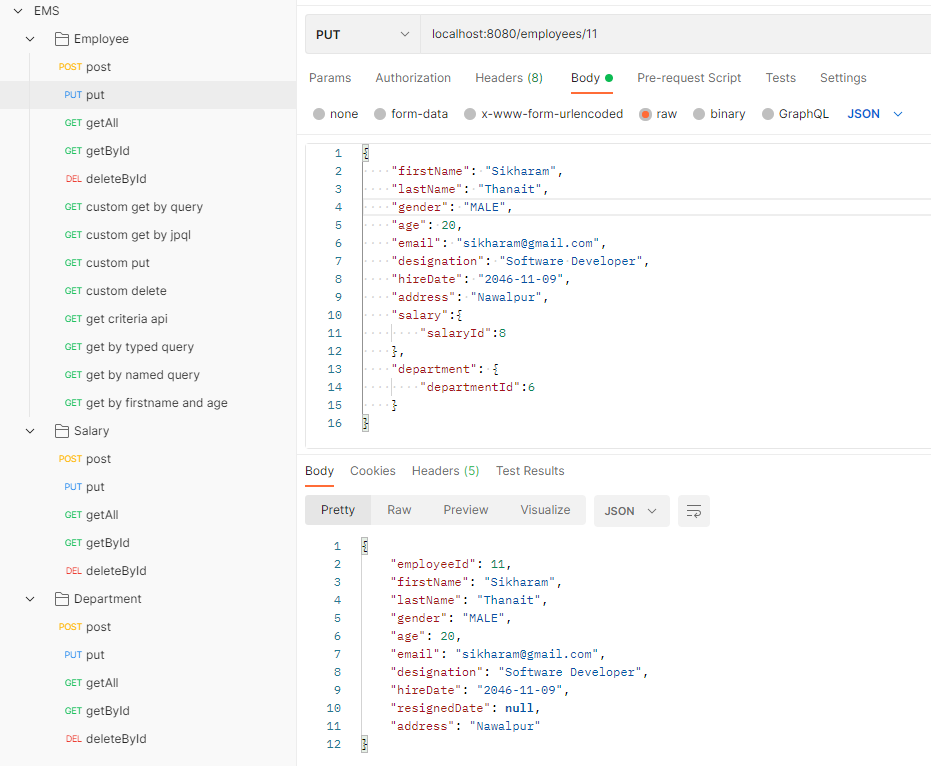 EMS
Employee
POST post
PUT put
GET getAll
GET getById
DEL deleteById
GET custom get by query
GET custom get by jpql
GET custom put
GET custom delete
GET get criteria api
GET get by typed query
GET get by named query
GET get by firstname and age
Salary
POST post
PUT put
GET getAll
GET getById
DEL deleteById
Department
POST post
PUT put
GET getAll
GET getById
DEL deleteById
PUT localhost:8080/employees/11
Params Authorization Headers (8) Body Pre-request Script Tests Settings
none form-data x-www-form-urlencoded raw binary GraphQL JSON
1 {
2 "firstName": "Sikharam",
3 "lastName": "Thanait",
4 "gender": "MALE",
5 "age": 20,
6 "email": "sikharam@gmail.com",
7 "designation": "Software Developer",
8 "hireDate": "2046-11-09",
9 "address": "Nawalpur",
10 "salary":{
11 "salaryId":8
12 },
13 "department": {
14 "departmentId":6
15 }
16 }
Body Cookies Headers (5) Test Results
Pretty Raw Preview Visualize JSON
1 {
2 "employeeId": 11,
3 "firstName": "Sikharam",
4 "lastName": "Thanait",
5 "gender": "MALE",
6 "age": 20,
7 "email": "sikharam@gmail.com",
8 "designation": "Software Developer",
9 "hireDate": "2046-11-09",
10 "resignedDate": null,
11 "address": "Nawalpur"
12 }